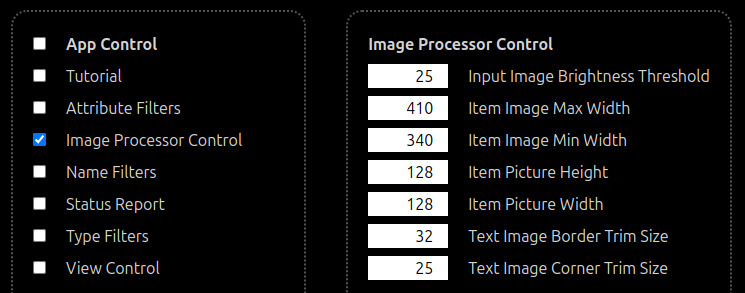 App Control
Tutorial
Attribute Filters
Image Processor Control
Name Filters
Status Report
Type Filters
View Control
Image Processor Control
25 Input Image Brightness Threshold
410 Item Image Max Width
340 Item Image Min Width
128 Item Picture Height
128 Item Picture Width
32 Text Image Border Trim Size
25 Text Image Corner Trim Size